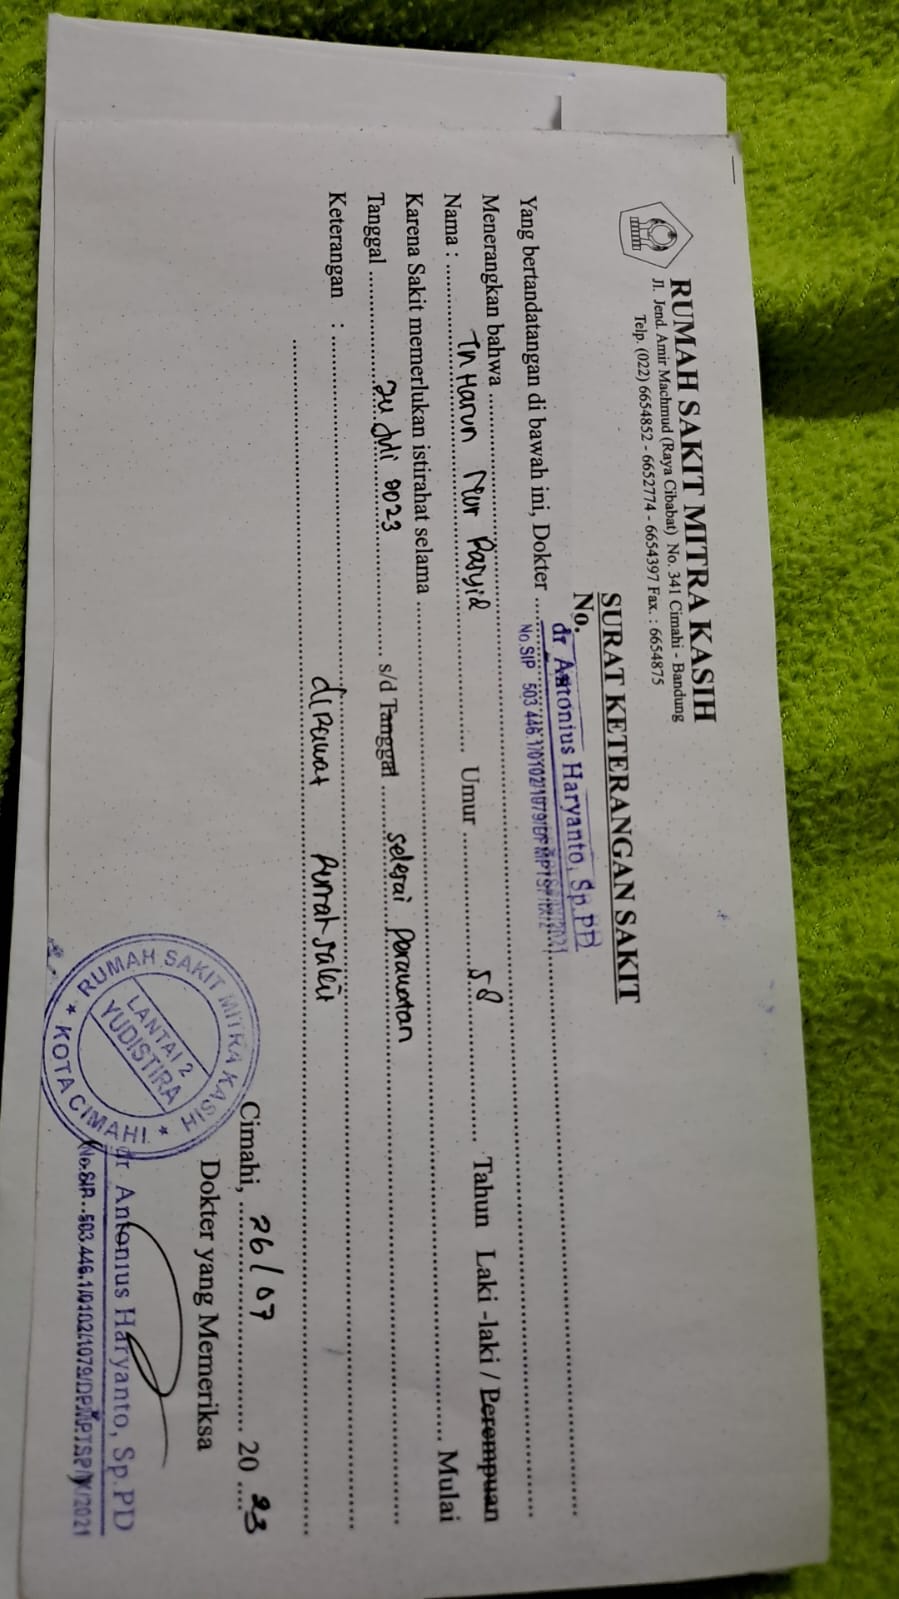 RUMAH SAKIT MITRA KASIH
Jl. Jend. Amir Machmud (Raya Cibabat) No. 341 Cimahi - Bandung
Telp. (022) 6654852 - 6652774 - 6654397 Fax. : 6654875
SURAT KETERANGAN SAKIT
No.
Yang bertandatangan di bawah ini, Dokter dr Antonius Haryanto, Sp.PD
No SIP 503.446.1/0102/1079/DPMPTSP/IX/2021
Menerangkan bahwa
Nama : Tn Harun Nur Rasyid Umur 58 Tahun Laki -laki / Perempuan
Karena Sakit memerlukan istirahat selama Mulai
Tanggal Juli 2023 s/d Tanggal selesai perawatan
Keterangan :
dirawat Rumah sakit
Cimahi, 26/07 20 23
Dokter yang Memeriksa
RUMAH SAKIT MITRA KASIH
LANTAI 2
YUDISTIRA
* KOTA CIMAHI *
dr Antonius Haryanto, Sp.PD
No.SIP. 503.446.1/0102/1079/DPMPTSP/IX/2021